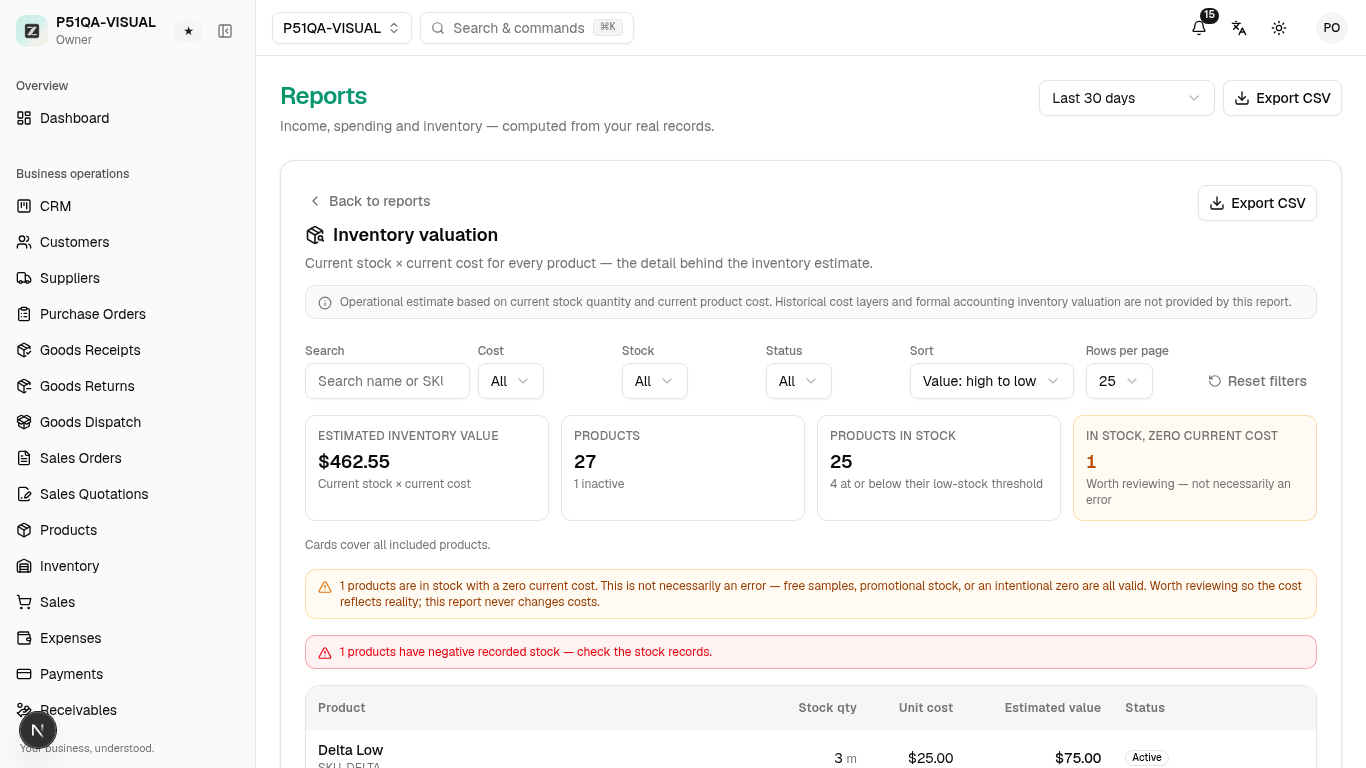 P51QA-VISUAL
Owner
Overview
Dashboard
Business operations
CRM
Customers
Suppliers
Purchase Orders
Goods Receipts
Goods Returns
Goods Dispatch
Sales Orders
Sales Quotations
Products
Inventory
Sales
Expenses
Payments
Receivables
Your business, understood.
N
P51QA-VISUAL
Search & commands ⌘K
15
PO
Reports
Income, spending and inventory — computed from your real records.
Last 30 days
Export CSV
Back to reports
Export CSV
Inventory valuation
Current stock × current cost for every product — the detail behind the inventory estimate.
Operational estimate based on current stock quantity and current product cost. Historical cost layers and formal accounting inventory valuation are not provided by this report.
Search Cost Stock Status Sort Rows per page
Search name or SKU All All All Value: high to low 25 Reset filters
ESTIMATED INVENTORY VALUE
$462.55
Current stock × current cost
PRODUCTS
27
1 inactive
PRODUCTS IN STOCK
25
4 at or below their low-stock threshold
IN STOCK, ZERO CURRENT COST
1
Worth reviewing — not necessarily an
error
Cards cover all included products.
1 products are in stock with a zero current cost. This is not necessarily an error — free samples, promotional stock, or an intentional zero are all valid. Worth reviewing so the cost
reflects reality; this report never changes costs.
1 products have negative recorded stock — check the stock records.
Product Stock qty Unit cost Estimated value Status
Delta Low 3 m $25.00 $75.00 Active
SKU-DELTA